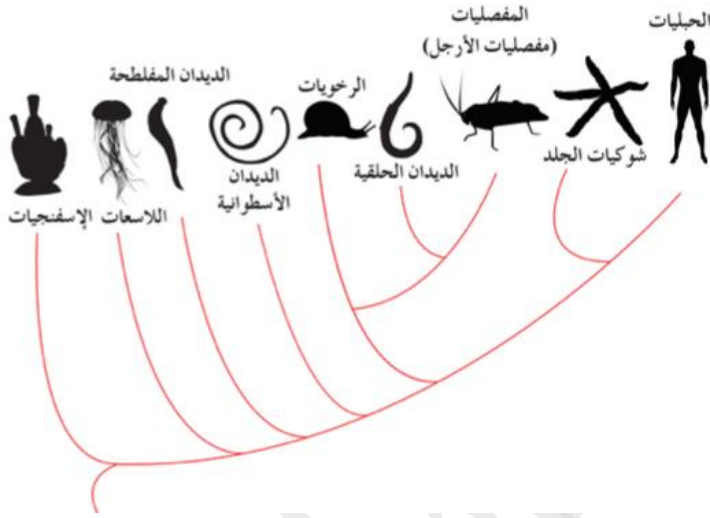 الحبليات
المفصليات
(مفصليات الأرجل)
الديدان المفلطحة
الرخويات
شوكيات الجلد
الديدان الحلقية
الديدان
الأسطوانية
اللاسعات
الإسفنجيات